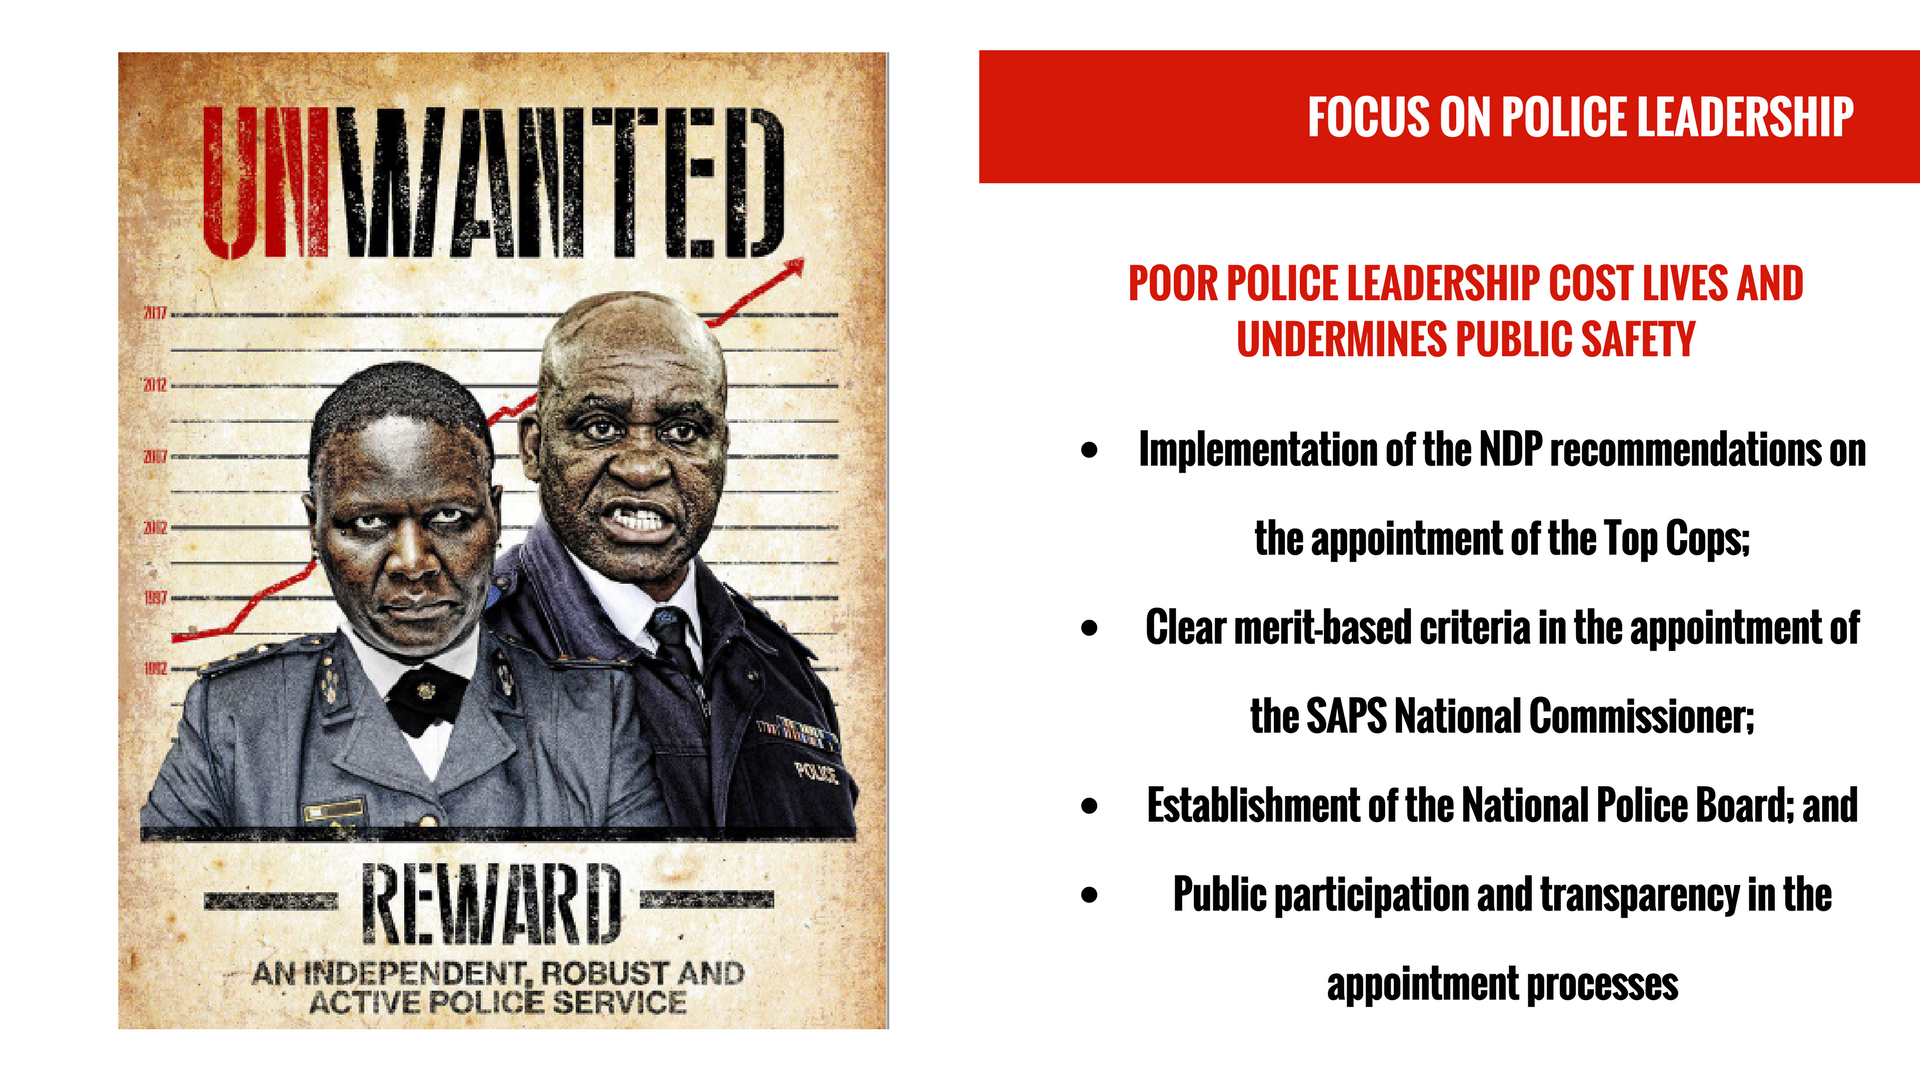 UNWANTED
2017
2012
2007
2002
1997
1992
POLICE
REWARD
AN INDEPENDENT, ROBUST AND
ACTIVE POLICE SERVICE
FOCUS ON POLICE LEADERSHIP
POOR POLICE LEADERSHIP COST LIVES AND
UNDERMINES PUBLIC SAFETY
• Implementation of the NDP recommendations on
the appointment of the Top Cops;
• Clear merit-based criteria in the appointment of
the SAPS National Commissioner;
• Establishment of the National Police Board; and
• Public participation and transparency in the
appointment processes